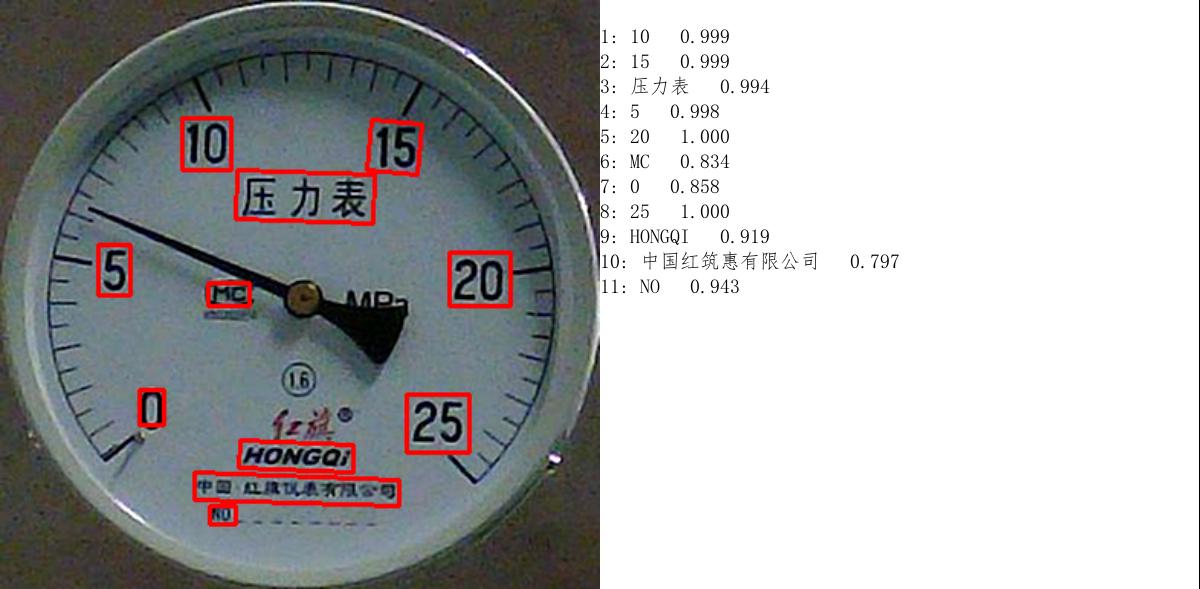 10 15
压力表
5 20
MC MPa
1.6
0 25
红旗®
HONGQi
中国·红旗仪表有限公司
NO
1: 10 0.999
2: 15 0.999
3: 压力表 0.994
4: 5 0.998
5: 20 1.000
6: MC 0.834
7: 0 0.858
8: 25 1.000
9: HONGQI 0.919
10: 中国红筑惠有限公司 0.797
11: NO 0.943